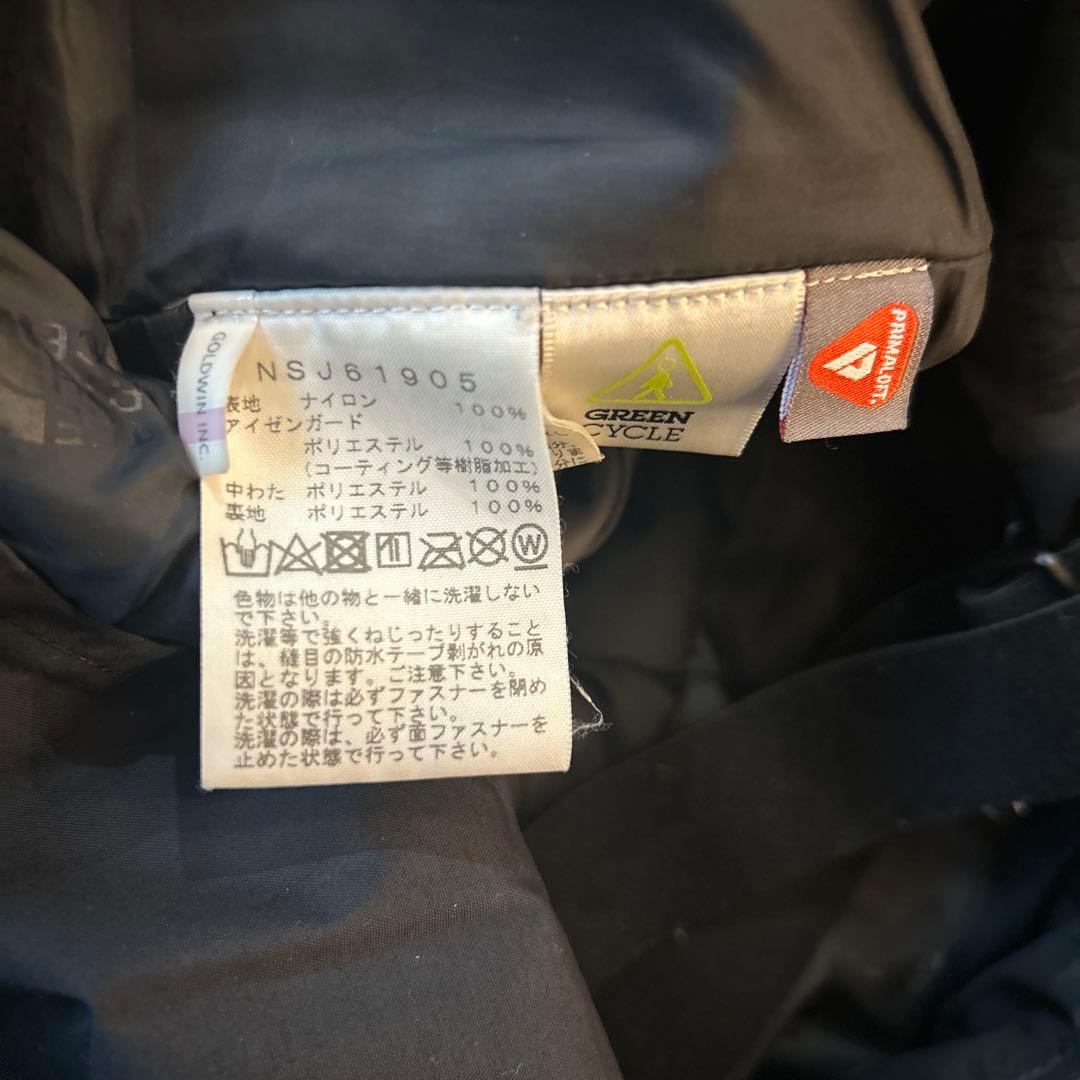 GOLDWIN INC.
NSJ61905
表地 ナイロン 100%
アイゼンガード
ポリエステル 100%
(コーティング等樹脂加工)
中わた ポリエステル 100%
裏地 ポリエステル 100%
W
色物は他の物と一緒に洗濯しない
で下さい。
洗濯等で強くねじったりすること
は、縫目の防水テープ剥がれの原
因となります。ご注意下さい。
洗濯の際は必ずファスナーを閉め
た状態で行って下さい。
洗濯の際は、必ず面ファスナーを
止めた状態で行って下さい。
GREEN
CYCLE
PRIMALOFT.